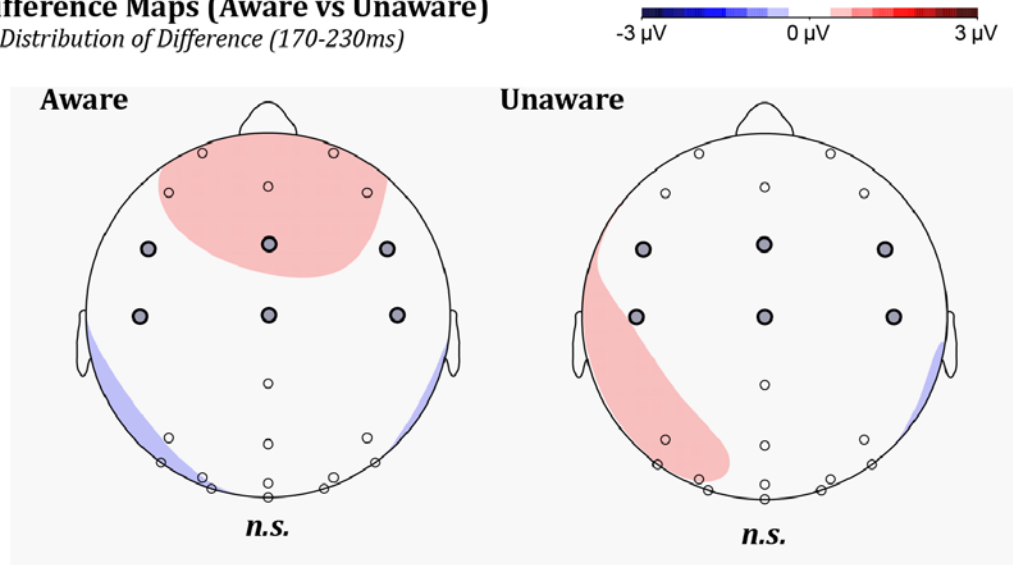 ifference Maps (Aware vs Unaware)
Distribution of Difference (170-230ms)
-3 µV 0 µV 3 µV
Aware Unaware
n.s. n.s.